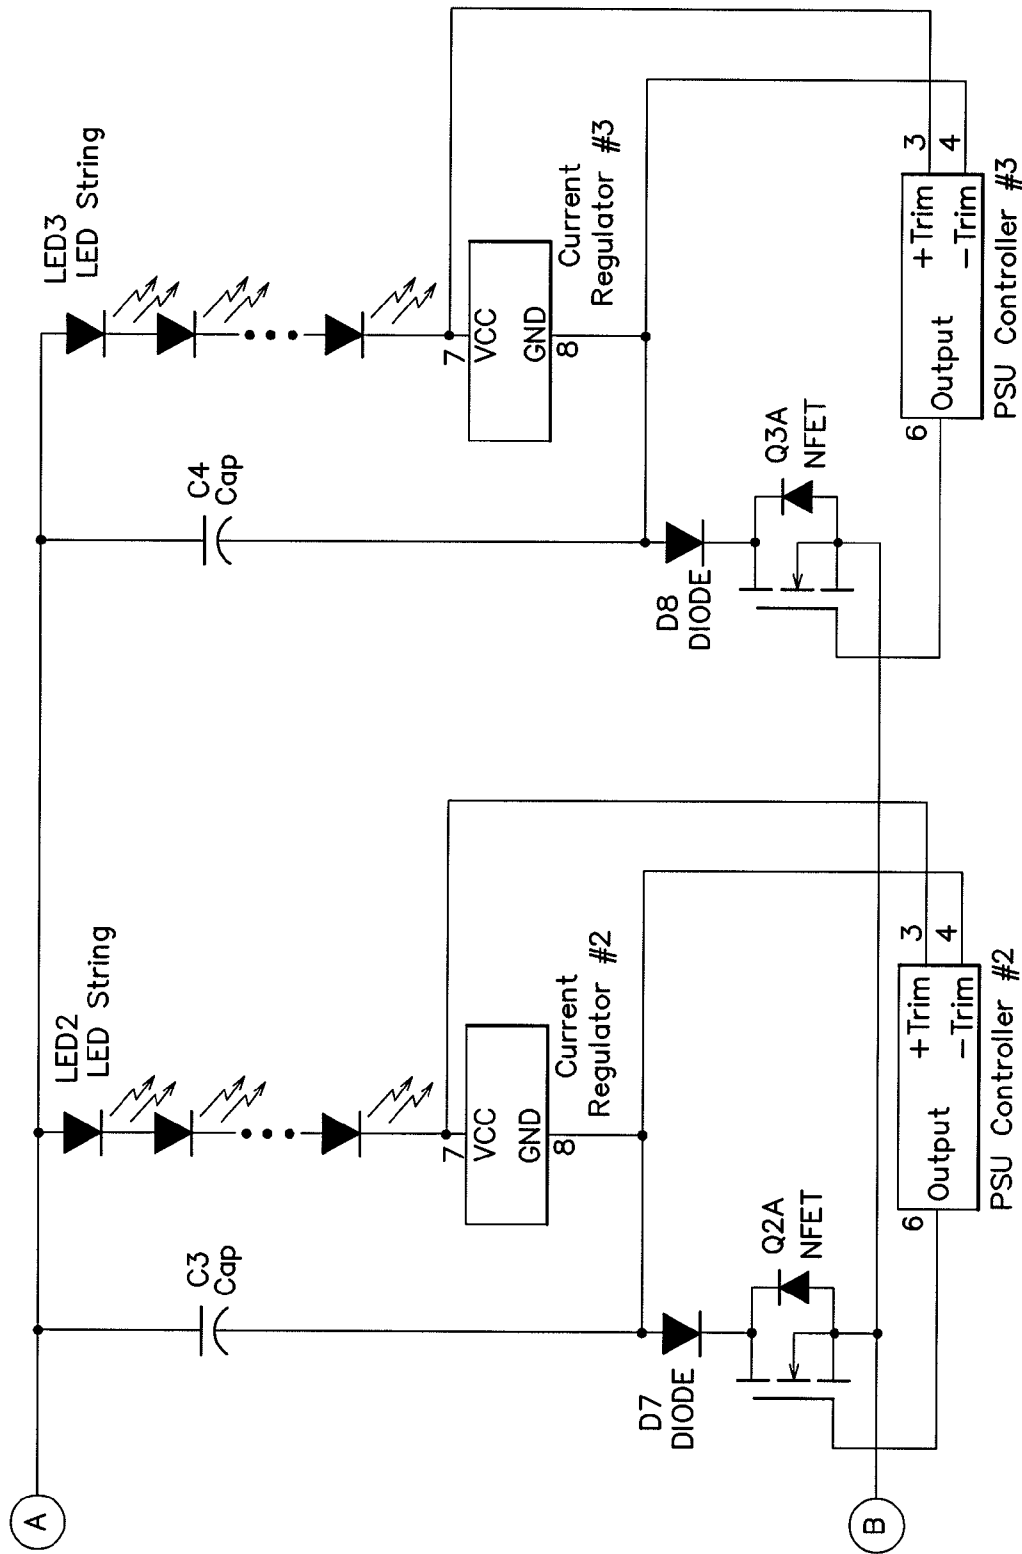 A
C3
Cap
LED2
LED String
C4
Cap
LED3
LED String
7
VCC
GND
8
Current
Regulator #2
7
VCC
GND
8
Current
Regulator #3
D7
DIODE
Q2A
NFET
D8
DIODE
Q3A
NFET
B
6
Output
+Trim
-Trim
3
4
PSU Controller #2
6
Output
+Trim
-Trim
3
4
PSU Controller #3